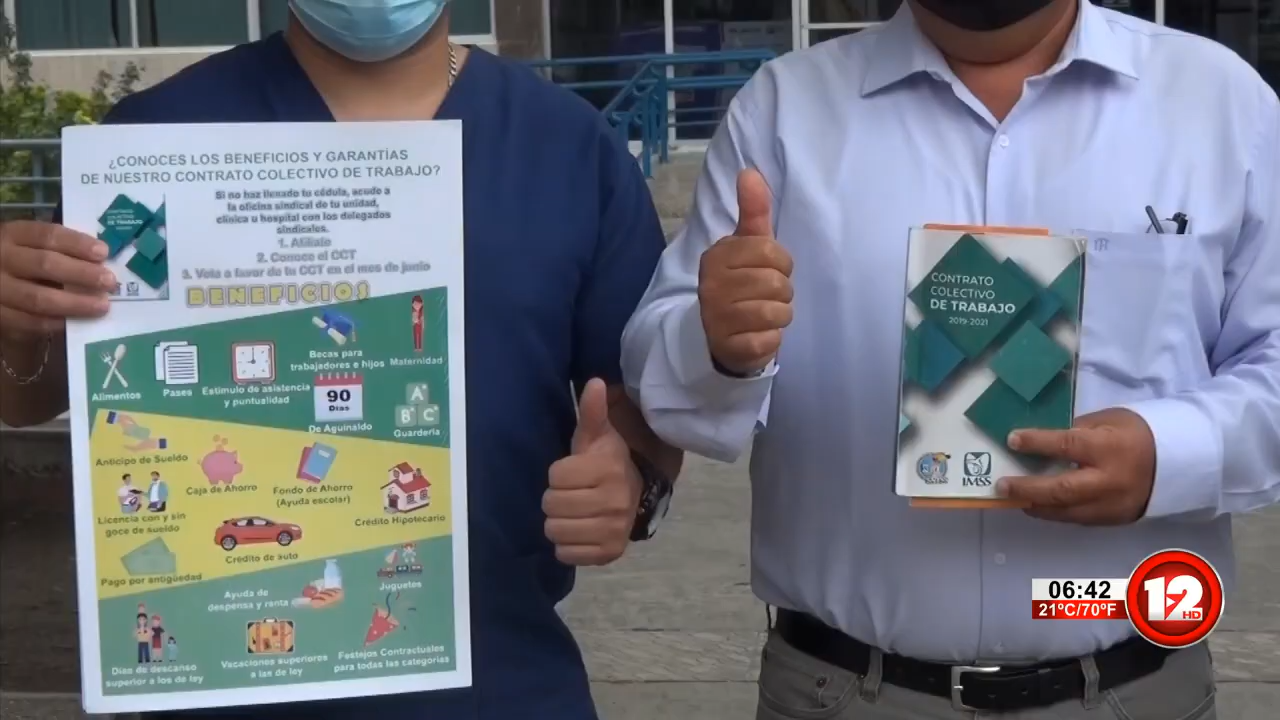 ¿CONOCES LOS BENEFICIOS Y GARANTÍAS
DE NUESTRO CONTRATO COLECTIVO DE TRABAJO?
Si no haz llenado tu cédula, acude a
la oficina sindical de tu unidad,
clínica u hospital con los delegados
sindicales.
1. Afíliate
2. Conoce el CCT
3. Vota a favor de tu CCT en el mes de junio
CONTRATO
COLECTIVO
DE TRABAJO
BENEFICIOS
Alimentos
Pases
Estímulo de asistencia
y puntualidad
Becas para
trabajadores e hijos
Maternidad
90
Días
De Aguinaldo
A
B C
Guardería
Anticipo de Sueldo
Caja de Ahorro
Fondo de Ahorro
(Ayuda escolar)
Crédito Hipotecario
Licencia con y sin
goce de sueldo
Crédito de auto
Pago por antigüedad
Ayuda de
despensa y renta
Juguetes
Días de descanso
superior a los de ley
Vacaciones superiores
a las de ley
Festejos Contractuales
para todas las categorías
CONTRATO
COLECTIVO
DE TRABAJO
2019-2021
IMSS
06:42
21°C/70°F
12
HD